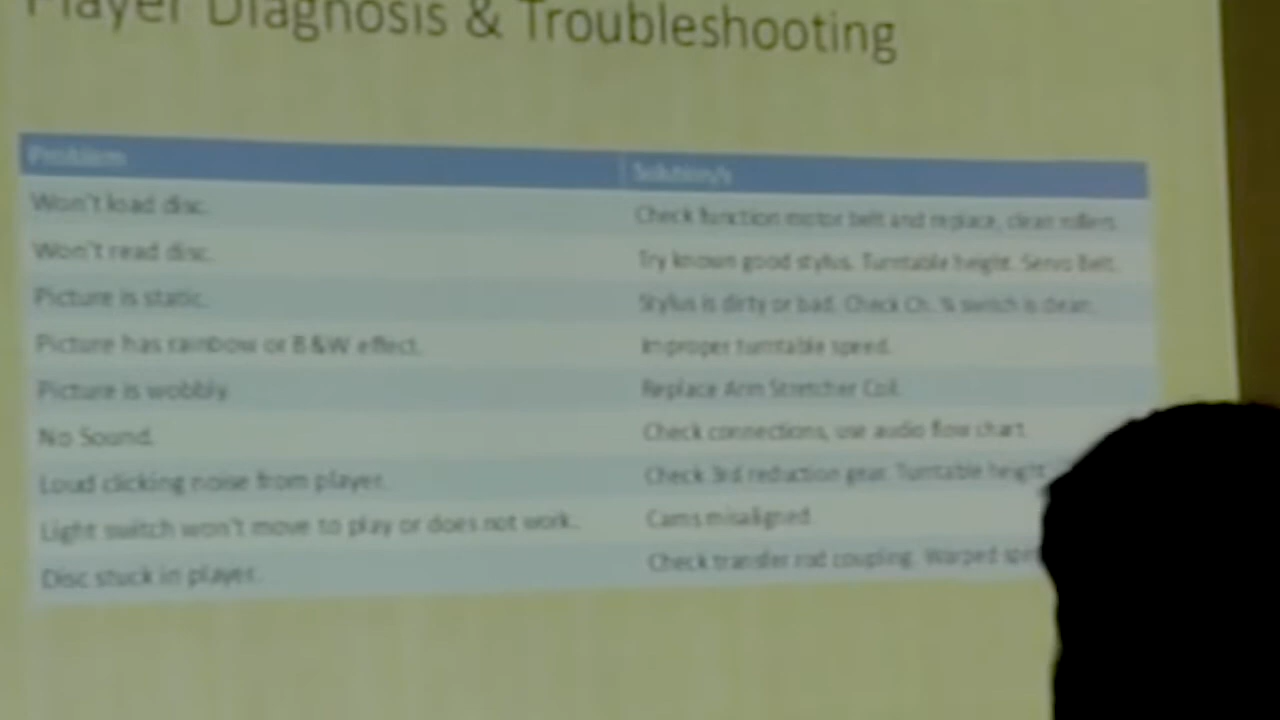 Player Diagnosis & Troubleshooting
Problem Solution/s
Won't load disc. Check function motor belt and replace, clean rollers.
Won't read disc. Try known good stylus. Turntable height. Servo Belt.
Picture is static. Stylus is dirty or bad. Check Ch. ¾ switch is clean.
Picture has rainbow or B&W effect. Improper turntable speed.
Picture is wobbly. Replace Arm Stretcher Coil.
No Sound. Check connections, use audio flow chart.
Loud clicking noise from player. Check 3rd reduction gear. Turntable height
Light switch won't move to play or does not work. Cams misaligned.
Disc stuck in player. Check transfer rod coupling. Warped